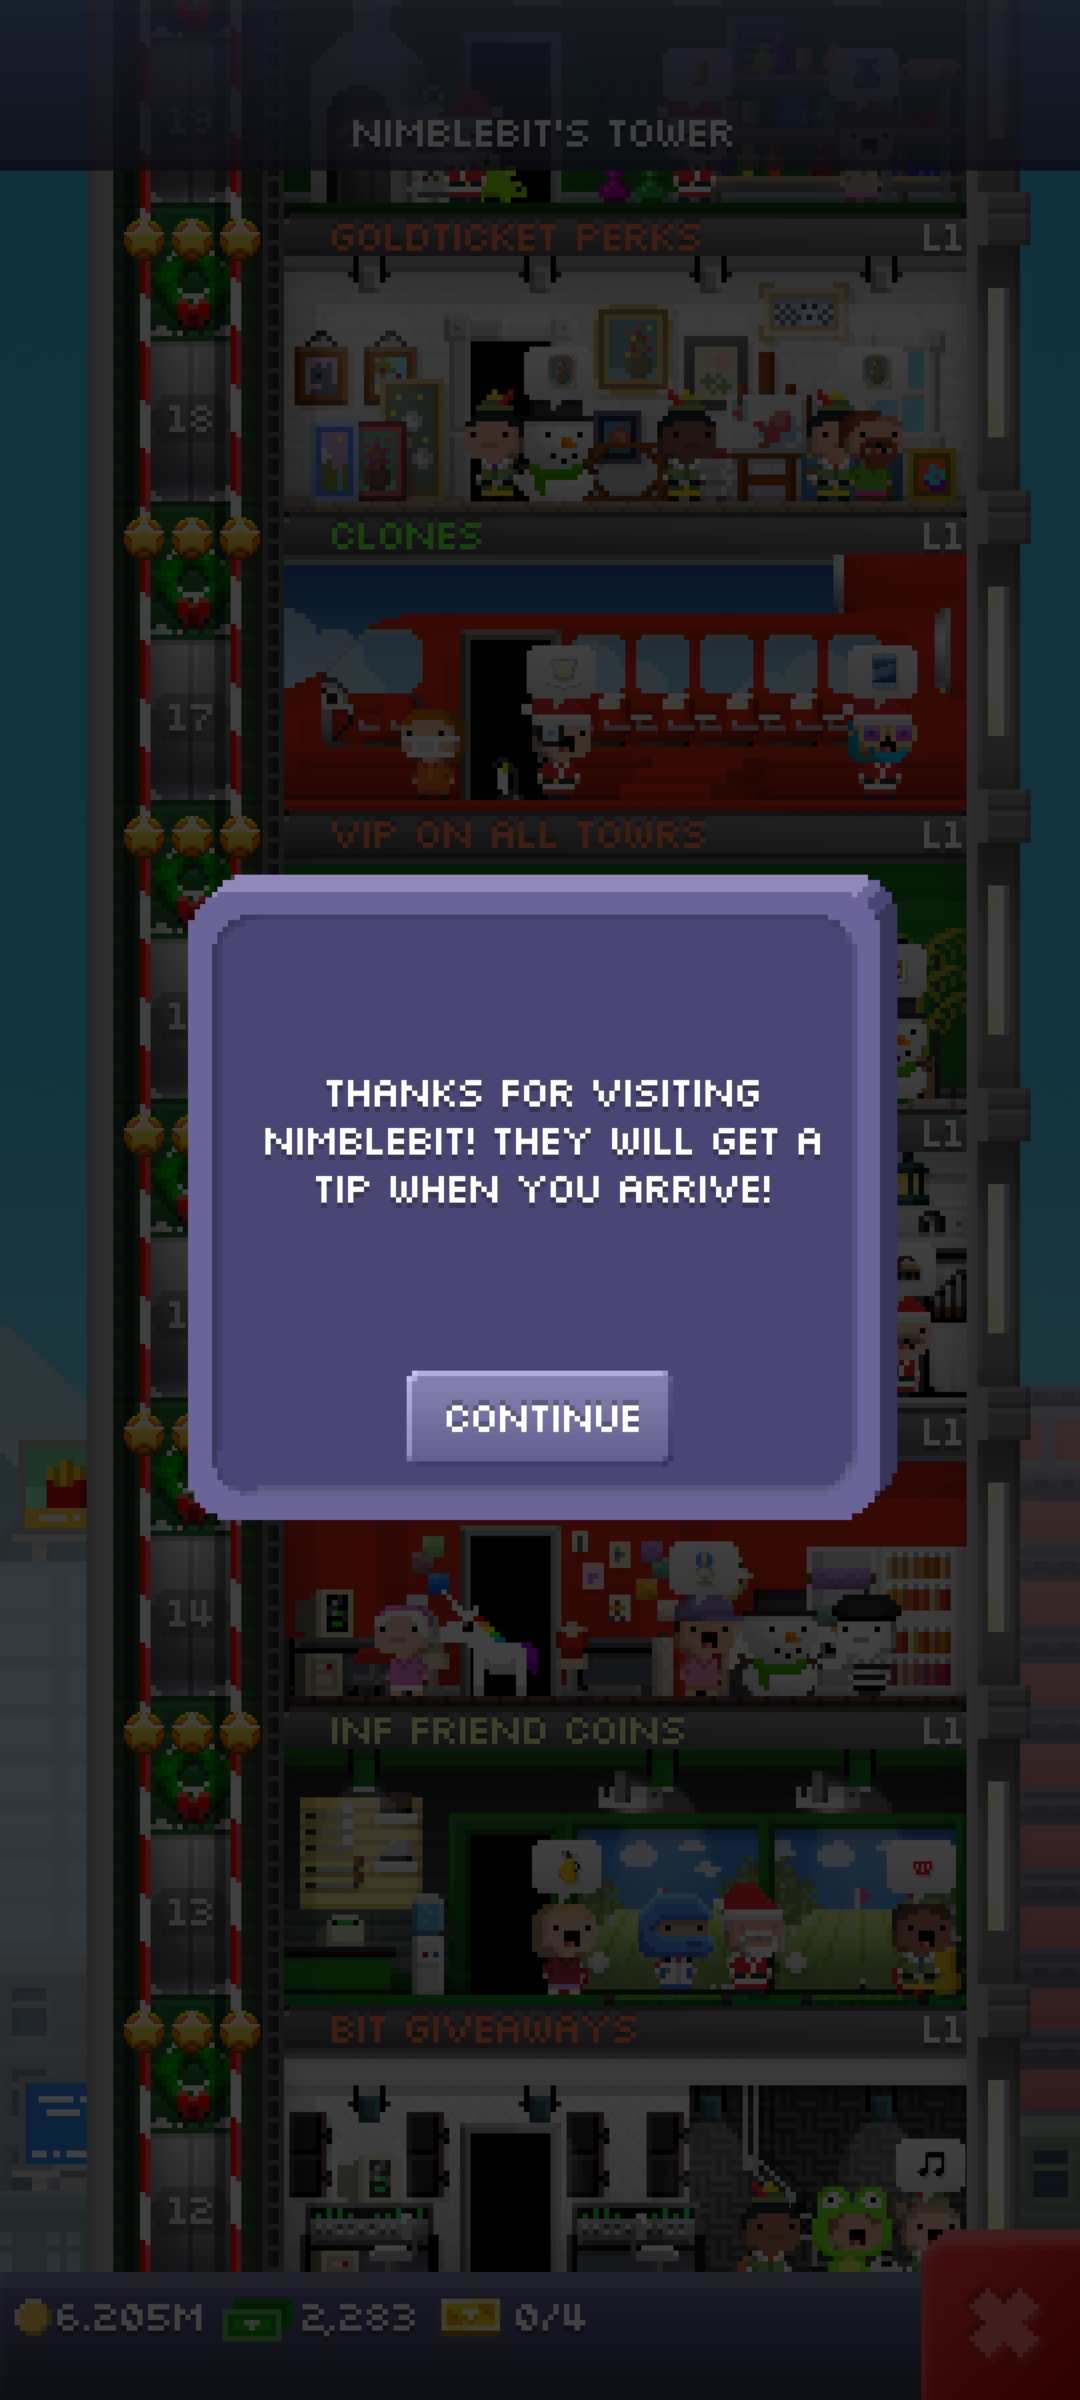 19
NIMBLEBIT'S TOWER
GOLDTICKET PERKS L1
18
CLONES L1
17
VIP ON ALL TOWRS L1
1
THANKS FOR VISITING
NIMBLEBIT! THEY WILL GET A
TIP WHEN YOU ARRIVE!
L1
1
CONTINUE
L1
14
INF FRIEND COINS L1
13
BIT GIVEAWAYS L1
12
6.205M 2,283 0/4